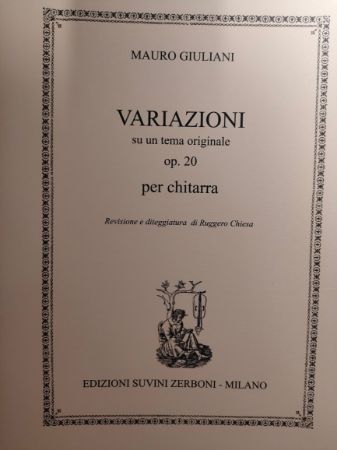 MAURO GIULIANI
VARIAZIONI
su un tema originale
op. 20
per chitarra
Revisione e diteggiatura di Ruggero Chiesa
EDIZIONI SUVINI ZERBONI - MILANO